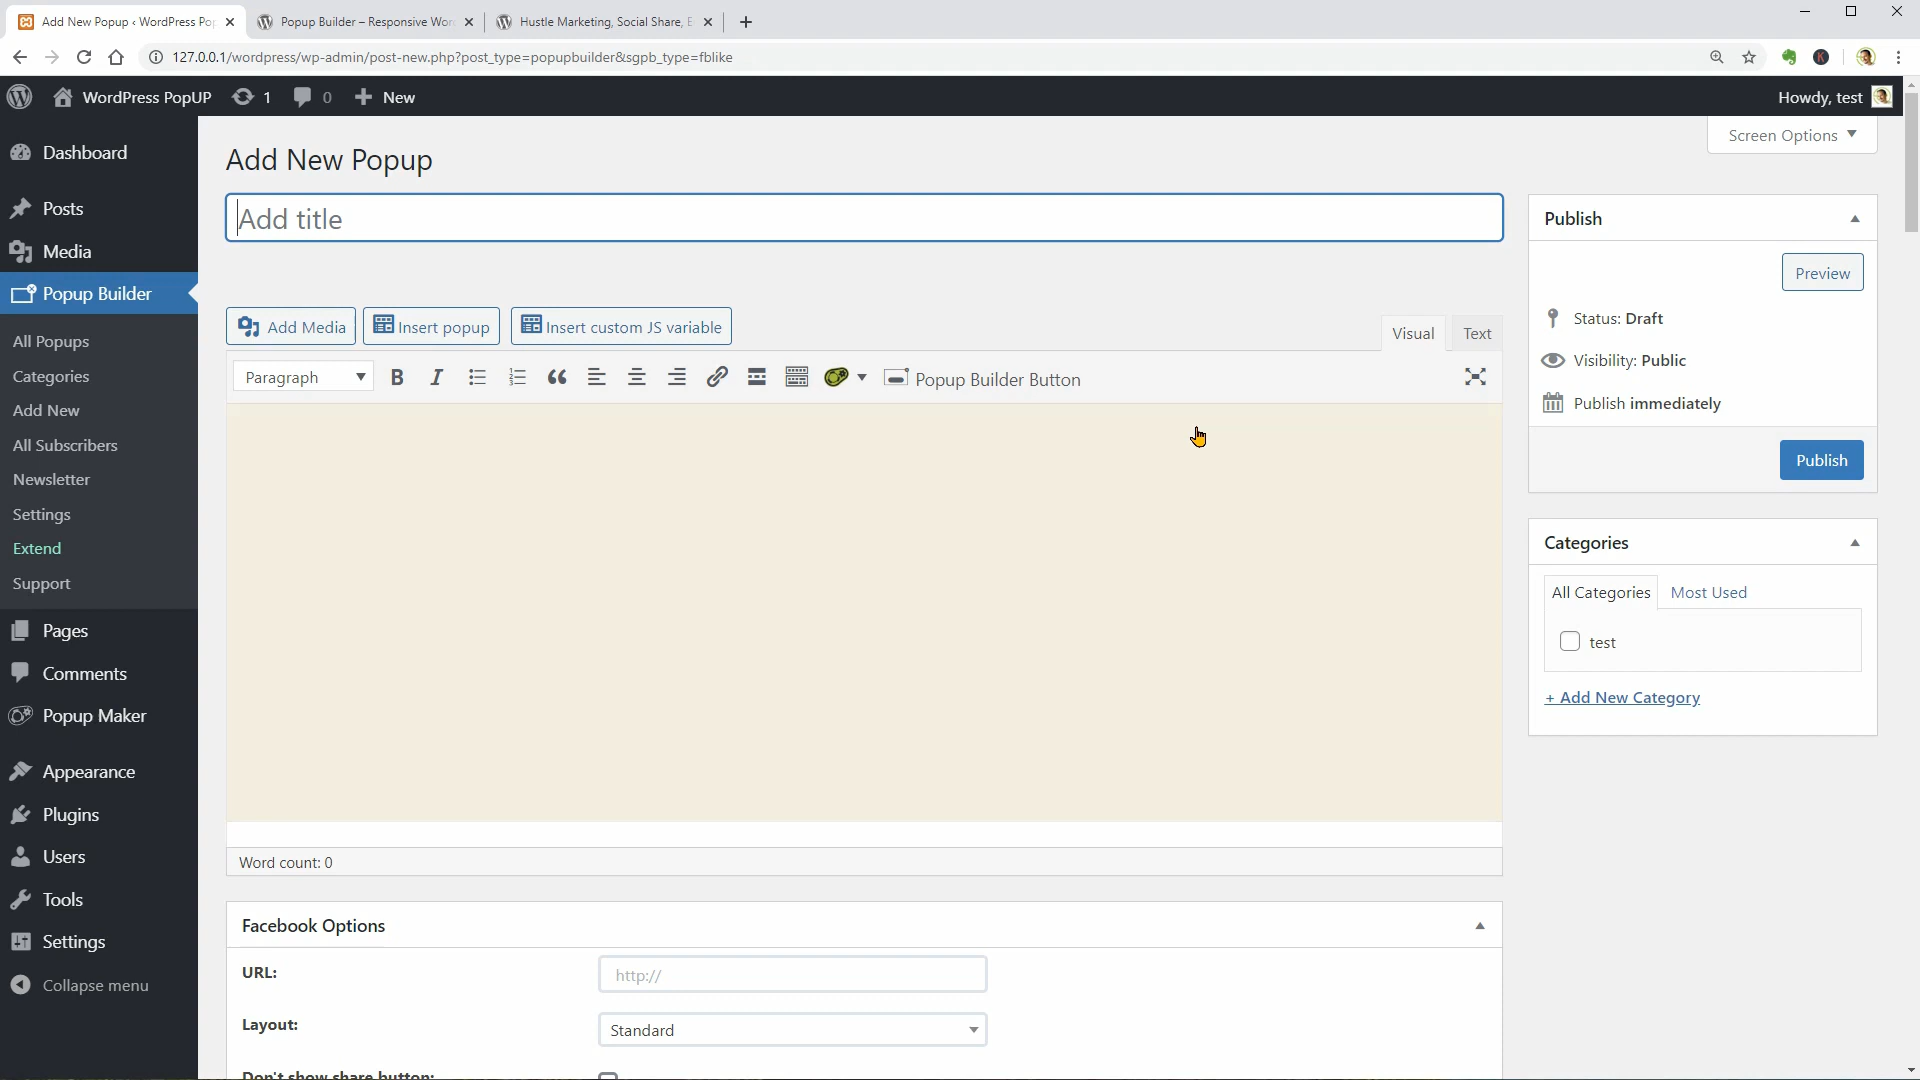 Add New Popup ‹ WordPress Pop
Popup Builder – Responsive Wor
Hustle Marketing, Social Share, E
127.0.0.1/wordpress/wp-admin/post-new.php?post_type=popupbuilder&sgpb_type=fblike
WordPress PopUP
1
0
New
Howdy, test
Screen Options
Dashboard
Posts
Media
Popup Builder
All Popups
Categories
Add New
All Subscribers
Newsletter
Settings
Extend
Support
Pages
Comments
Popup Maker
Appearance
Plugins
Users
Tools
Settings
Collapse menu
Add New Popup
Add title
Add Media
Insert popup
Insert custom JS variable
Visual
Text
Paragraph
B
I
Popup Builder Button
Word count: 0
Facebook Options
URL:
http://
Layout:
Standard
Don't show share button:
Publish
Preview
Status: Draft
Visibility: Public
Publish immediately
Publish
Categories
All Categories
Most Used
test
+ Add New Category